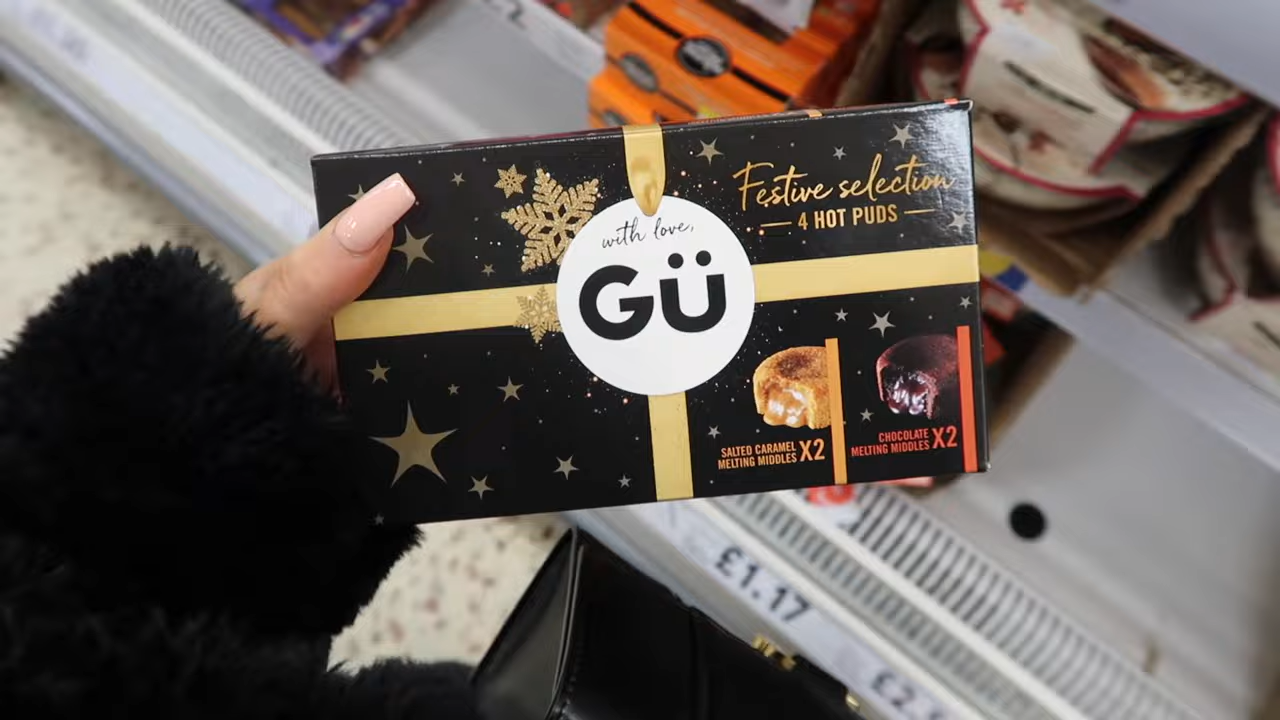 Festive selection
4 HOT PUDS
with love,
GÜ
SALTED CARAMEL
MELTING MIDDLES X2
CHOCOLATE
MELTING MIDDLES X2
£1.17